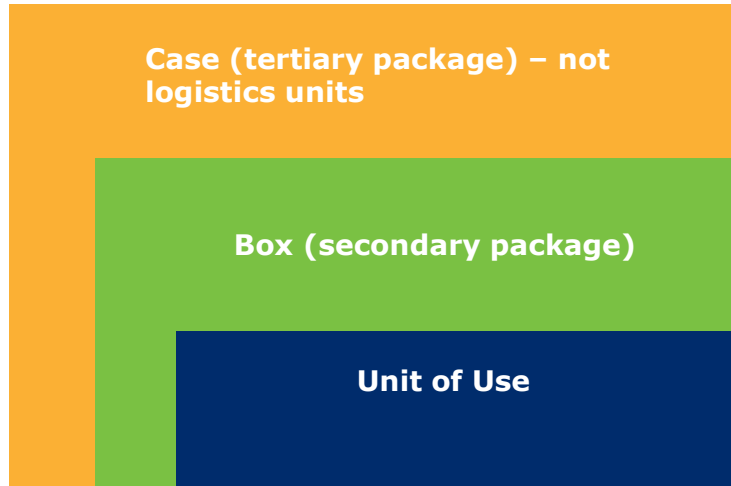 Case (tertiary package) – not
logistics units
Box (secondary package)
Unit of Use